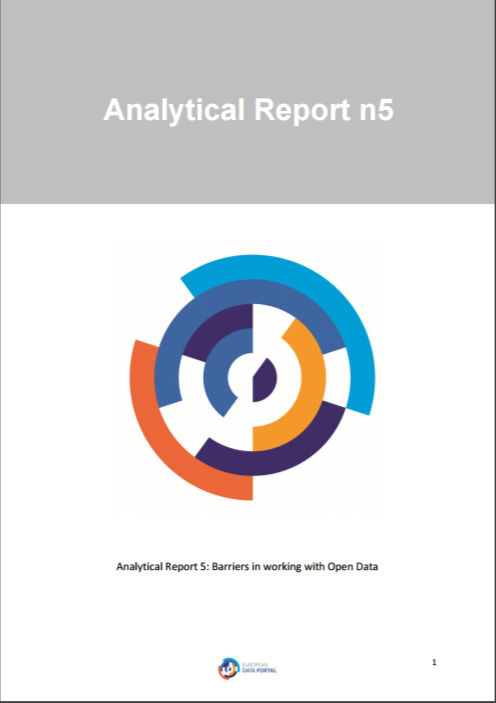 Analytical Report n5
Analytical Report 5: Barriers in working with Open Data
EUROPEAN
DATA PORTAL
1